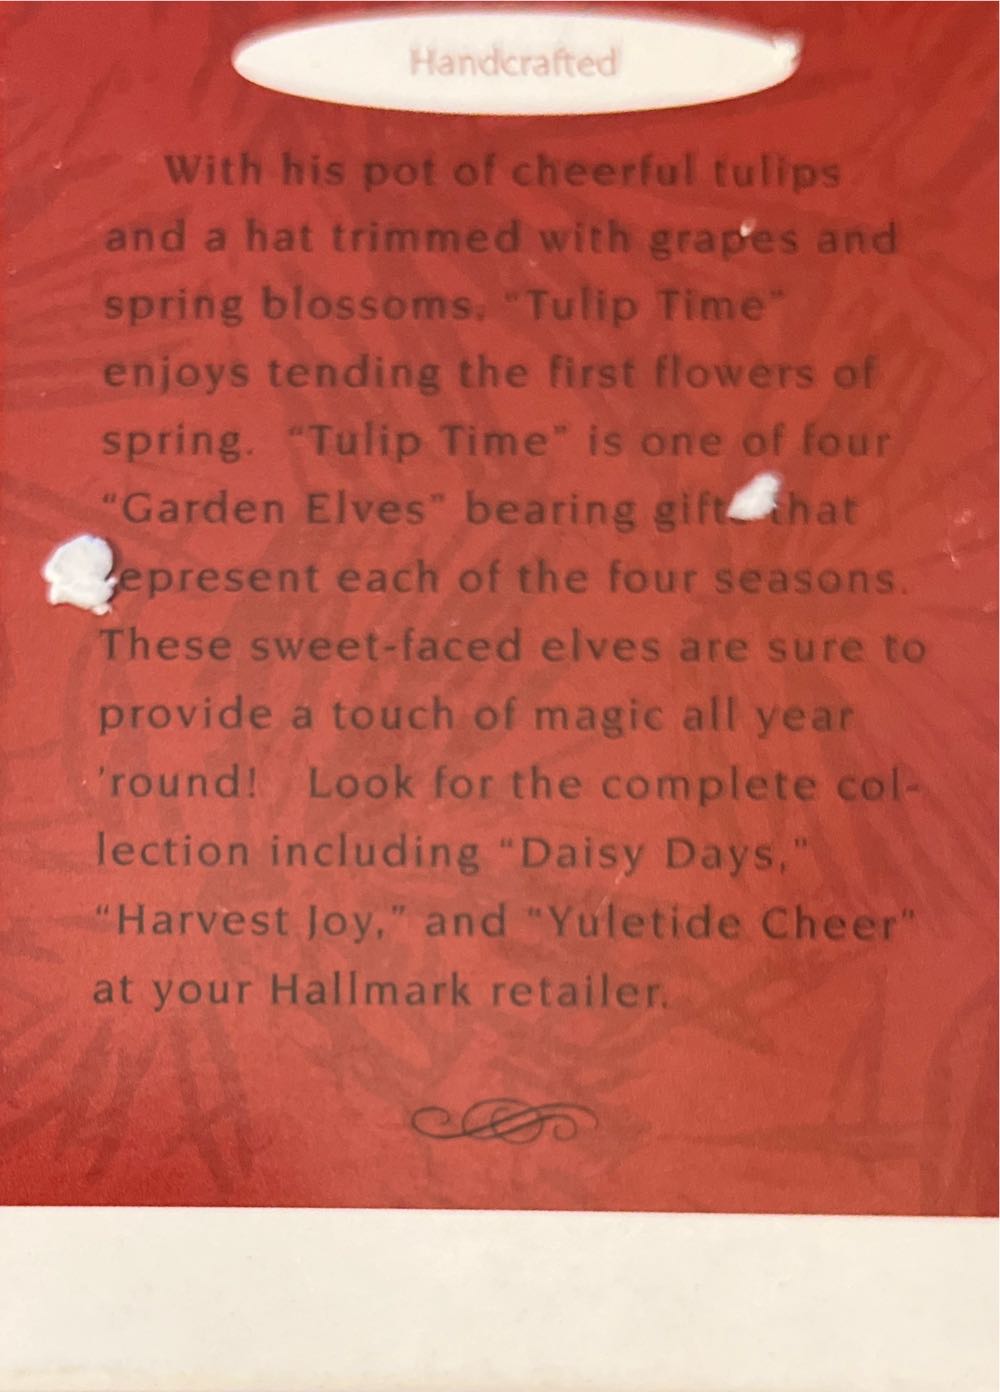 Handcrafted
With his pot of cheerful tulips
and a hat trimmed with grapes and
spring blossoms, "Tulip Time"
enjoys tending the first flowers of
spring. "Tulip Time" is one of four
"Garden Elves" bearing gifts that
represent each of the four seasons.
These sweet-faced elves are sure to
provide a touch of magic all year
'round! Look for the complete col-
lection including "Daisy Days,"
"Harvest Joy," and "Yuletide Cheer"
at your Hallmark retailer.